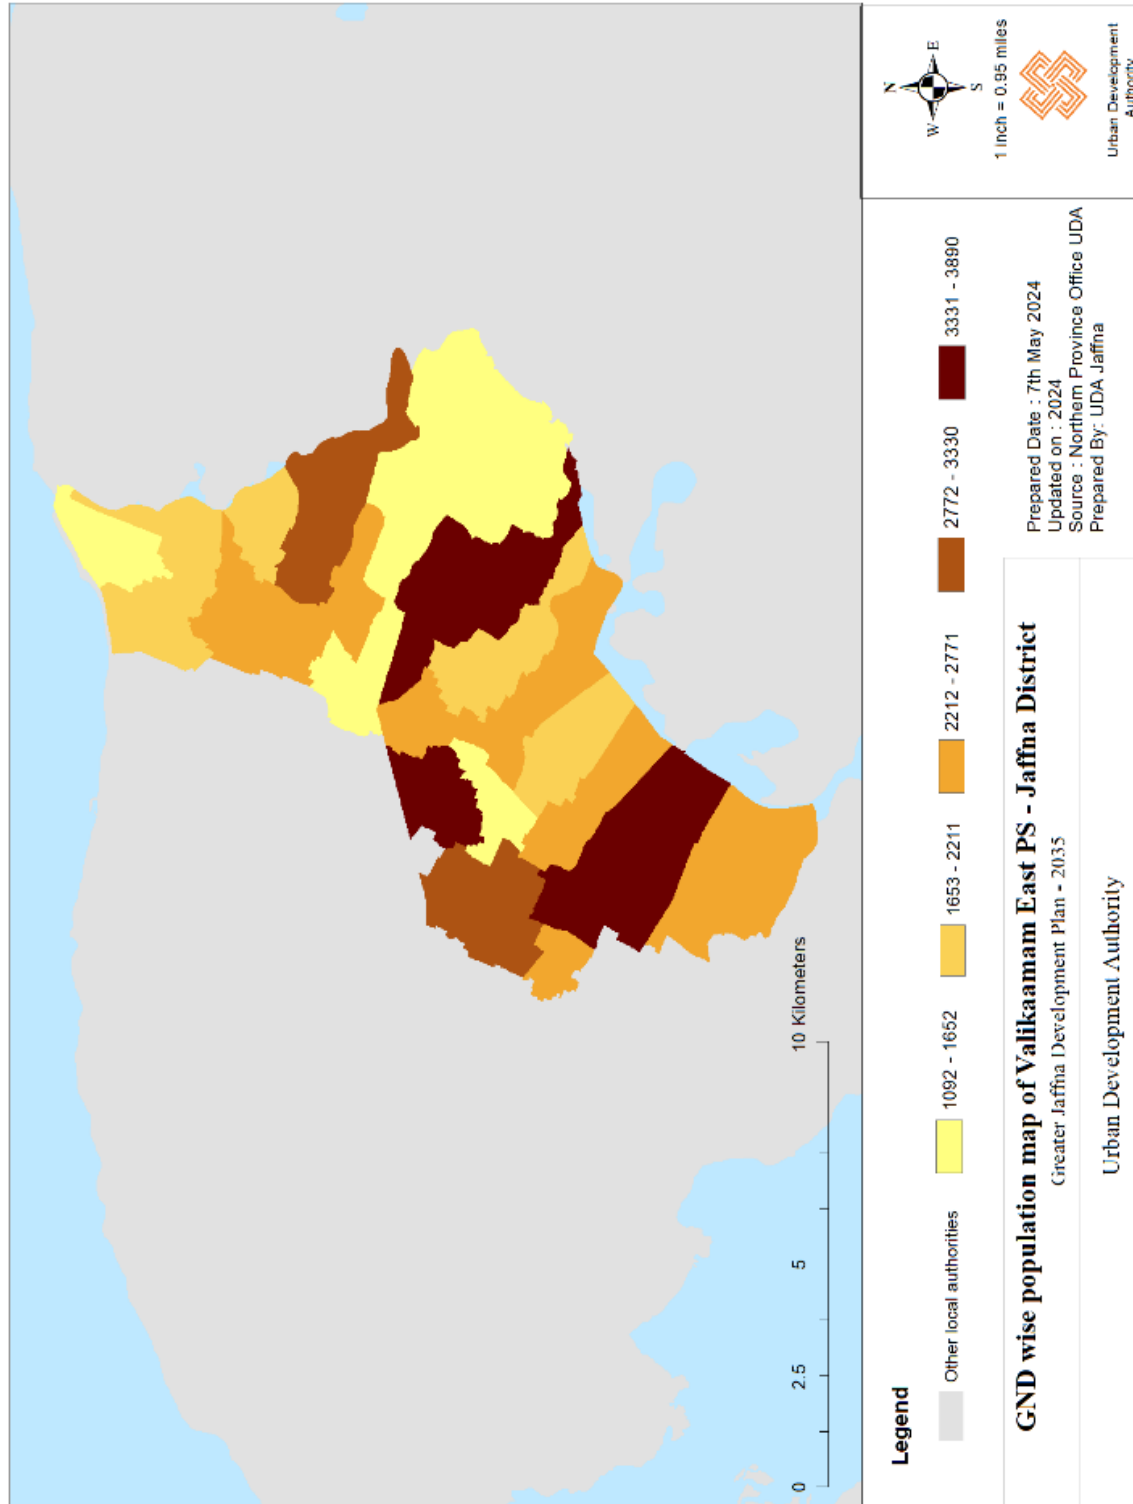 0 2.5 5 10 Kilometers
Legend
Other local authorities
1092 - 1652
1653 - 2211
2212 - 2771
2772 - 3330
3331 - 3890
GND wise population map of Valikaamam East PS - Jaffna District
Greater Jaffna Development Plan - 2035
Urban Development Authority
Prepared Date : 7th May 2024
Updated on : 2024
Source : Northern Province Office UDA
Prepared By: UDA Jaffna
N
W E
S
1 inch = 0.95 miles
Urban Development
Authority